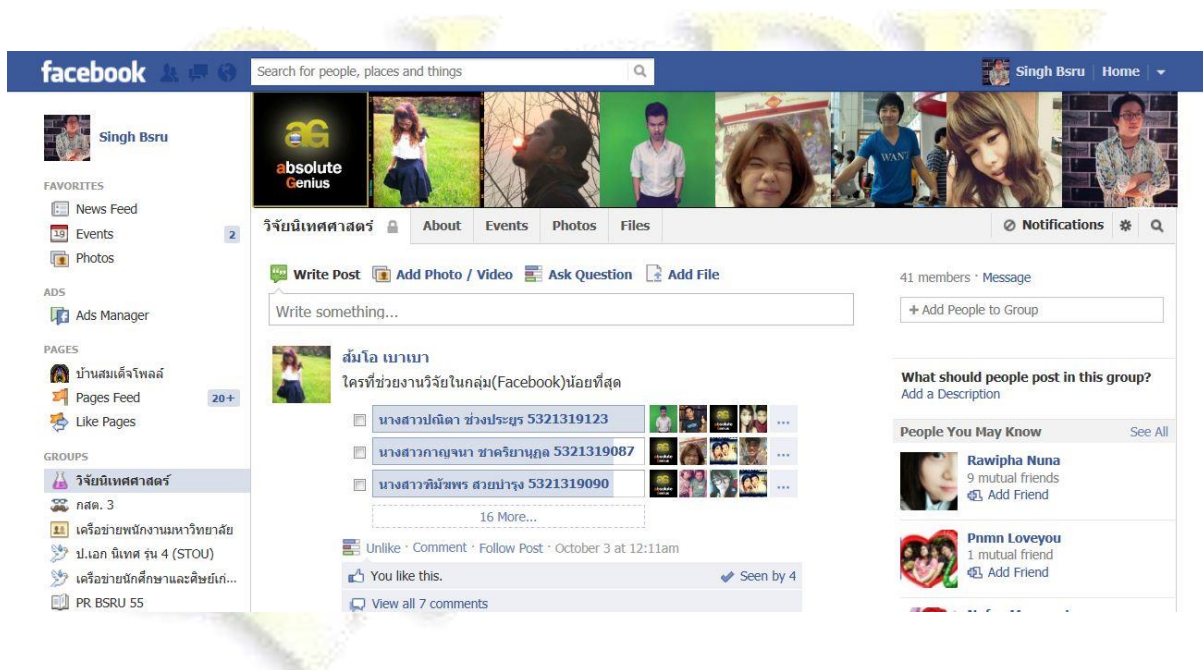 facebook
Search for people, places and things
Singh Bsru
Home
Singh Bsru
FAVORITES
News Feed
Events 2
Photos
ADS
Ads Manager
PAGES
บ้านสมเด็จโพลล์
Pages Feed 20+
Like Pages
GROUPS
วิจัยนิเทศศาสตร์
กสต. 3
เครือข่ายพนักงานมหาวิทยาลัย
ป.เอก นิเทศ รุ่น 4 (STOU)
เครือข่ายนักศึกษาและศิษย์เก่...
PR BSRU 55
absolute
Genius
WANT
วิจัยนิเทศศาสตร์ About Events Photos Files
Notifications
Write Post Add Photo / Video Ask Question Add File
Write something...
ส้มโอ เบาเบา
ใครที่ช่วยงานวิจัยในกลุ่ม(Facebook)น้อยที่สุด
นางสาวปณิตา ช่วงประยูร 5321319123
นางสาวกาญจนา ชาคริยานุกูล 5321319087
นางสาวทิมัฆพร สวยบำรุง 5321319090
16 More...
Unlike · Comment · Follow Post · October 3 at 12:11am
You like this.
Seen by 4
View all 7 comments
41 members · Message
+ Add People to Group
What should people post in this group?
Add a Description
People You May Know See All
Rawipha Nuna
9 mutual friends
Add Friend
Pnmn Loveyou
1 mutual friend
Add Friend